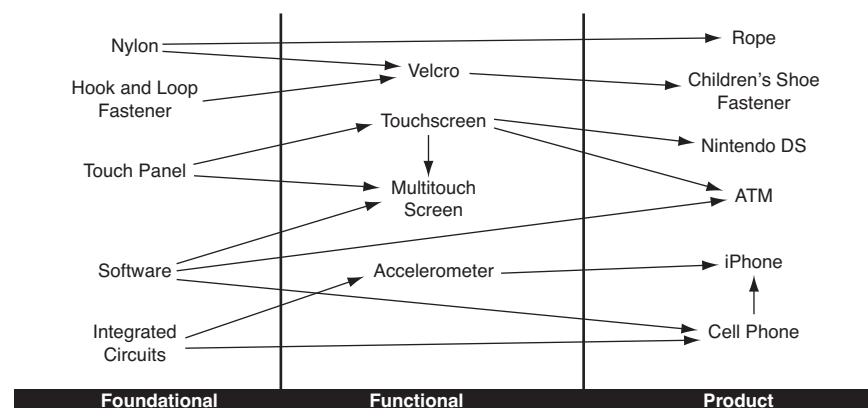 Nylon
Rope
Velcro
Hook and Loop
Fastener
Children's Shoe
Fastener
Touchscreen
Nintendo DS
Touch Panel
Multitouch
Screen
ATM
Software
Accelerometer
iPhone
Integrated
Circuits
Cell Phone
Foundational
Functional
Product